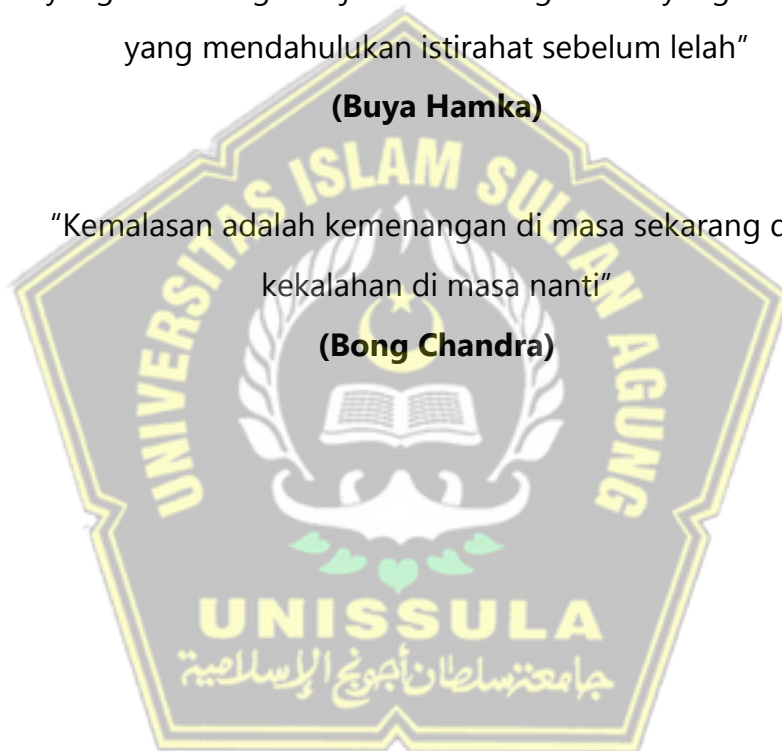 yang mendahulukan istirahat sebelum lelah”
(Buya Hamka)
“Kemalasan adalah kemenangan di masa sekarang
kekalahan di masa nanti”
(Bong Chandra)
UNIVERSITAS ISLAM SULTAN AGUNG
UNISSULA
جامعة سلطان أجونج الإسلامية